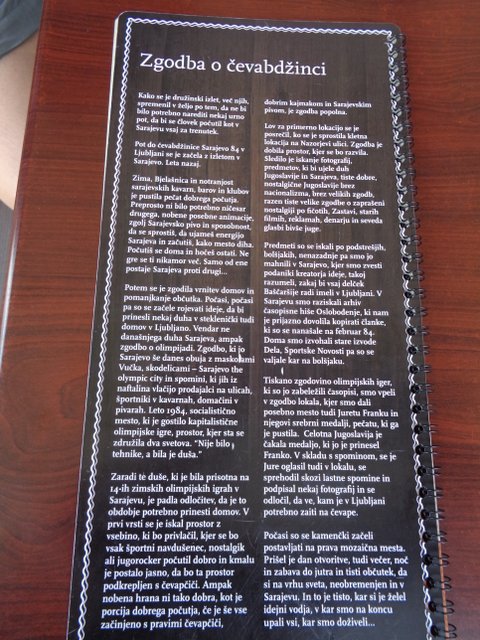 Zgodba o čevabdžinci
Kako se je družinski izlet, več njih,
spremenil v željo po tem, da ne bi
bilo potrebno narediti nekaj urno
pot, da bi se človek počutil kot v
Sarajevu vsaj za trenutek.
Pot do čevabdžinice Sarajevo 84 v
Ljubljani se je začela z izletom v
Sarajevo. Leta nazaj.
Zima, Bjelašnica in notranjost
sarajevskih kavarn, barov in klubov
je pustila pečat dobrega počutja.
Preprosto ni bilo potrebno ničesar
drugega, nobene posebne animacije,
zgolj Sarajevsko pivo in sposobnost,
da se sprostiš, da ujameš energijo
Sarajeva in začutiš, kako mesto diha.
Počutiš se doma in hočeš ostati. Ne
gre se ti nikamor več. Samo od ene
postaje Sarajeva proti drugi...
Potem se je zgodila vrnitev domov in
pomanjkanje občutka. Počasi, počasi
pa so se začele rojevati ideje, da bi
prinesli nekaj duha v steklenički tudi
domov v Ljubljano. Vendar ne
današnjega duha Sarajeva, ampak
zgodbo o olimpijadi. Zgodbo, ki jo
Sarajevo še danes obuja z maskotami
Vučka, skodelicami – Sarajevo the
olympic city in spomini, ki jih iz
naftalina vlačijo prodajalci na ulicah,
športniki v kavarnah, domačini v
pivarah. Leto 1984, socialistično
mesto, ki je gostilo kapitalistične
olimpijske igre, prostor, kjer sta se
združila dva svetova. “Nije bilo
tehnike, a bila je duša.”
Zaradi te duše, ki je bila prisotna na
14-ih zimskih olimpijskih igrah v
Sarajevu, je padla odločitev, da je to
obdobje potrebno prinesti domov. V
prvi vrsti se je iskal prostor z
vsebino, ki bo privlačil, kjer se bo
vsak športni navdušenec, nostalgik
ali jugorocker počutil dobro in kmalu
je postalo jasno, da bo ta prostor
podkrepljen s čevapčiči. Ampak
nobena hrana ni tako dobra, kot je
porcija dobrega počutja, če je še vse
začinjeno s pravimi čevapčiči,
dobrim kajmakom in Sarajevskim
pivom, je zgodba popolna.
Lov za primerno lokacijo se je
posrečil, ko se je sprostila kletna
lokacija na Nazorjevi ulici. Zgodba je
dobila prostor, kjer se bo razvila.
Sledilo je iskanje fotografij,
predmetov, ki bi ujele duh
Jugoslavije in Sarajeva, tiste dobre,
nostalgične Jugoslavije brez
nacionalizma, brez velikih zgodb,
razen tiste velike zgodbe o zaprašeni
nostalgiji po fičotih, Zastavi, starih
filmih, reklamah, denarju in seveda
glasbi bivše juge.
Predmeti so se iskali po podstrešjih,
bolšjakih, nenazadnje pa smo jo
mahnili v Sarajevo, kjer smo zvesti
podaniki kreatorja ideje, takoj
razumeli, zakaj bi vsaj delček
Baščaršije radi imeli v Ljubljani. V
Sarajevu smo raziskali arhiv
časopisne hiše Oslobođenje, ki nam
je prijazno dovolila kopirati članke,
ki so se nanašale na februar 84.
Doma smo izvohali stare izvode
Dela, Sportske Novosti pa so se
valjale kar na bolšjaku.
Tiskano zgodovino olimpijskih iger,
ki so jo zabeležili časopisi, smo vpeli
v zgodbo lokala, kjer smo dali
posebno mesto tudi Juretu Franku in
njegovi srebrni medalji, pečatu, ki ga
je pustila. Celotna Jugoslavija je
čakala medaljo, ki jo je prinesel
Franko. V skladu s spominom, se je
Jure oglasil tudi v lokalu, se
sprehodil skozi lastne spomine in
podpisal nekaj fotografij in se
odločil, da ve, kam je v Ljubljani
potrebno zaiti na čevape.
Počasi so se kamenčki začeli
postavljati na prava mozaična mesta.
Prišel je dan otvoritve, tudi večer, noč
in zabava do jutra in tisti občutek, da
si na vrhu sveta, neobremenjen in v
Sarajevu. In to je tisto, kar si je želel
idejni vodja, v kar smo na koncu
upali vsi, kar smo doživeli...